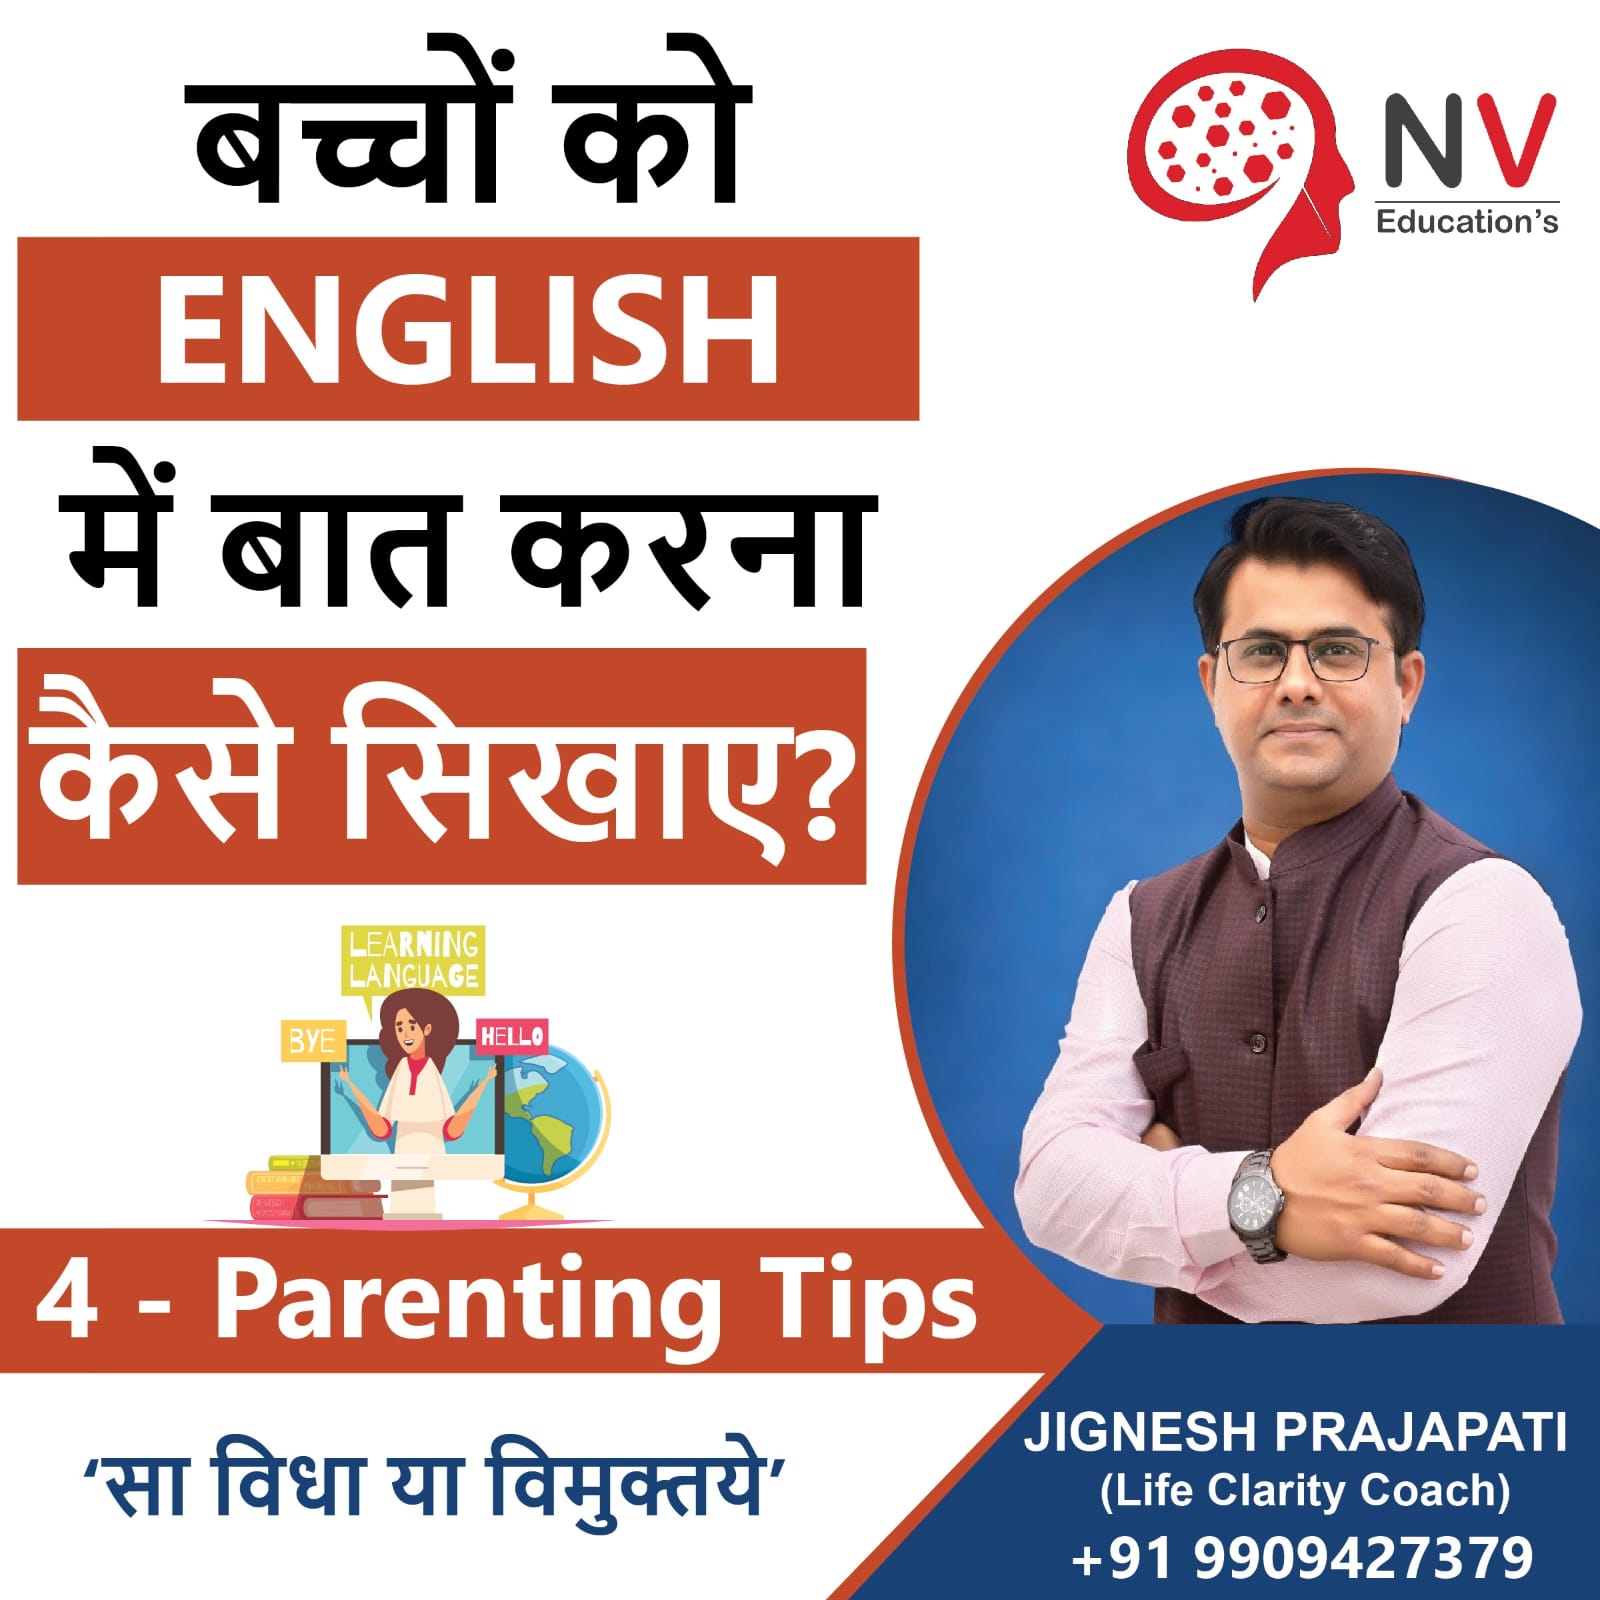 बच्चों को
ENGLISH
में बात करना
कैसे सिखाए?
NV
Education's
LEARNING
LANGUAGE
BYE
HELLO
4 - Parenting Tips
‘सा विधा या विमुक्तये’
JIGNESH PRAJAPATI
(Life Clarity Coach)
+91 9909427379